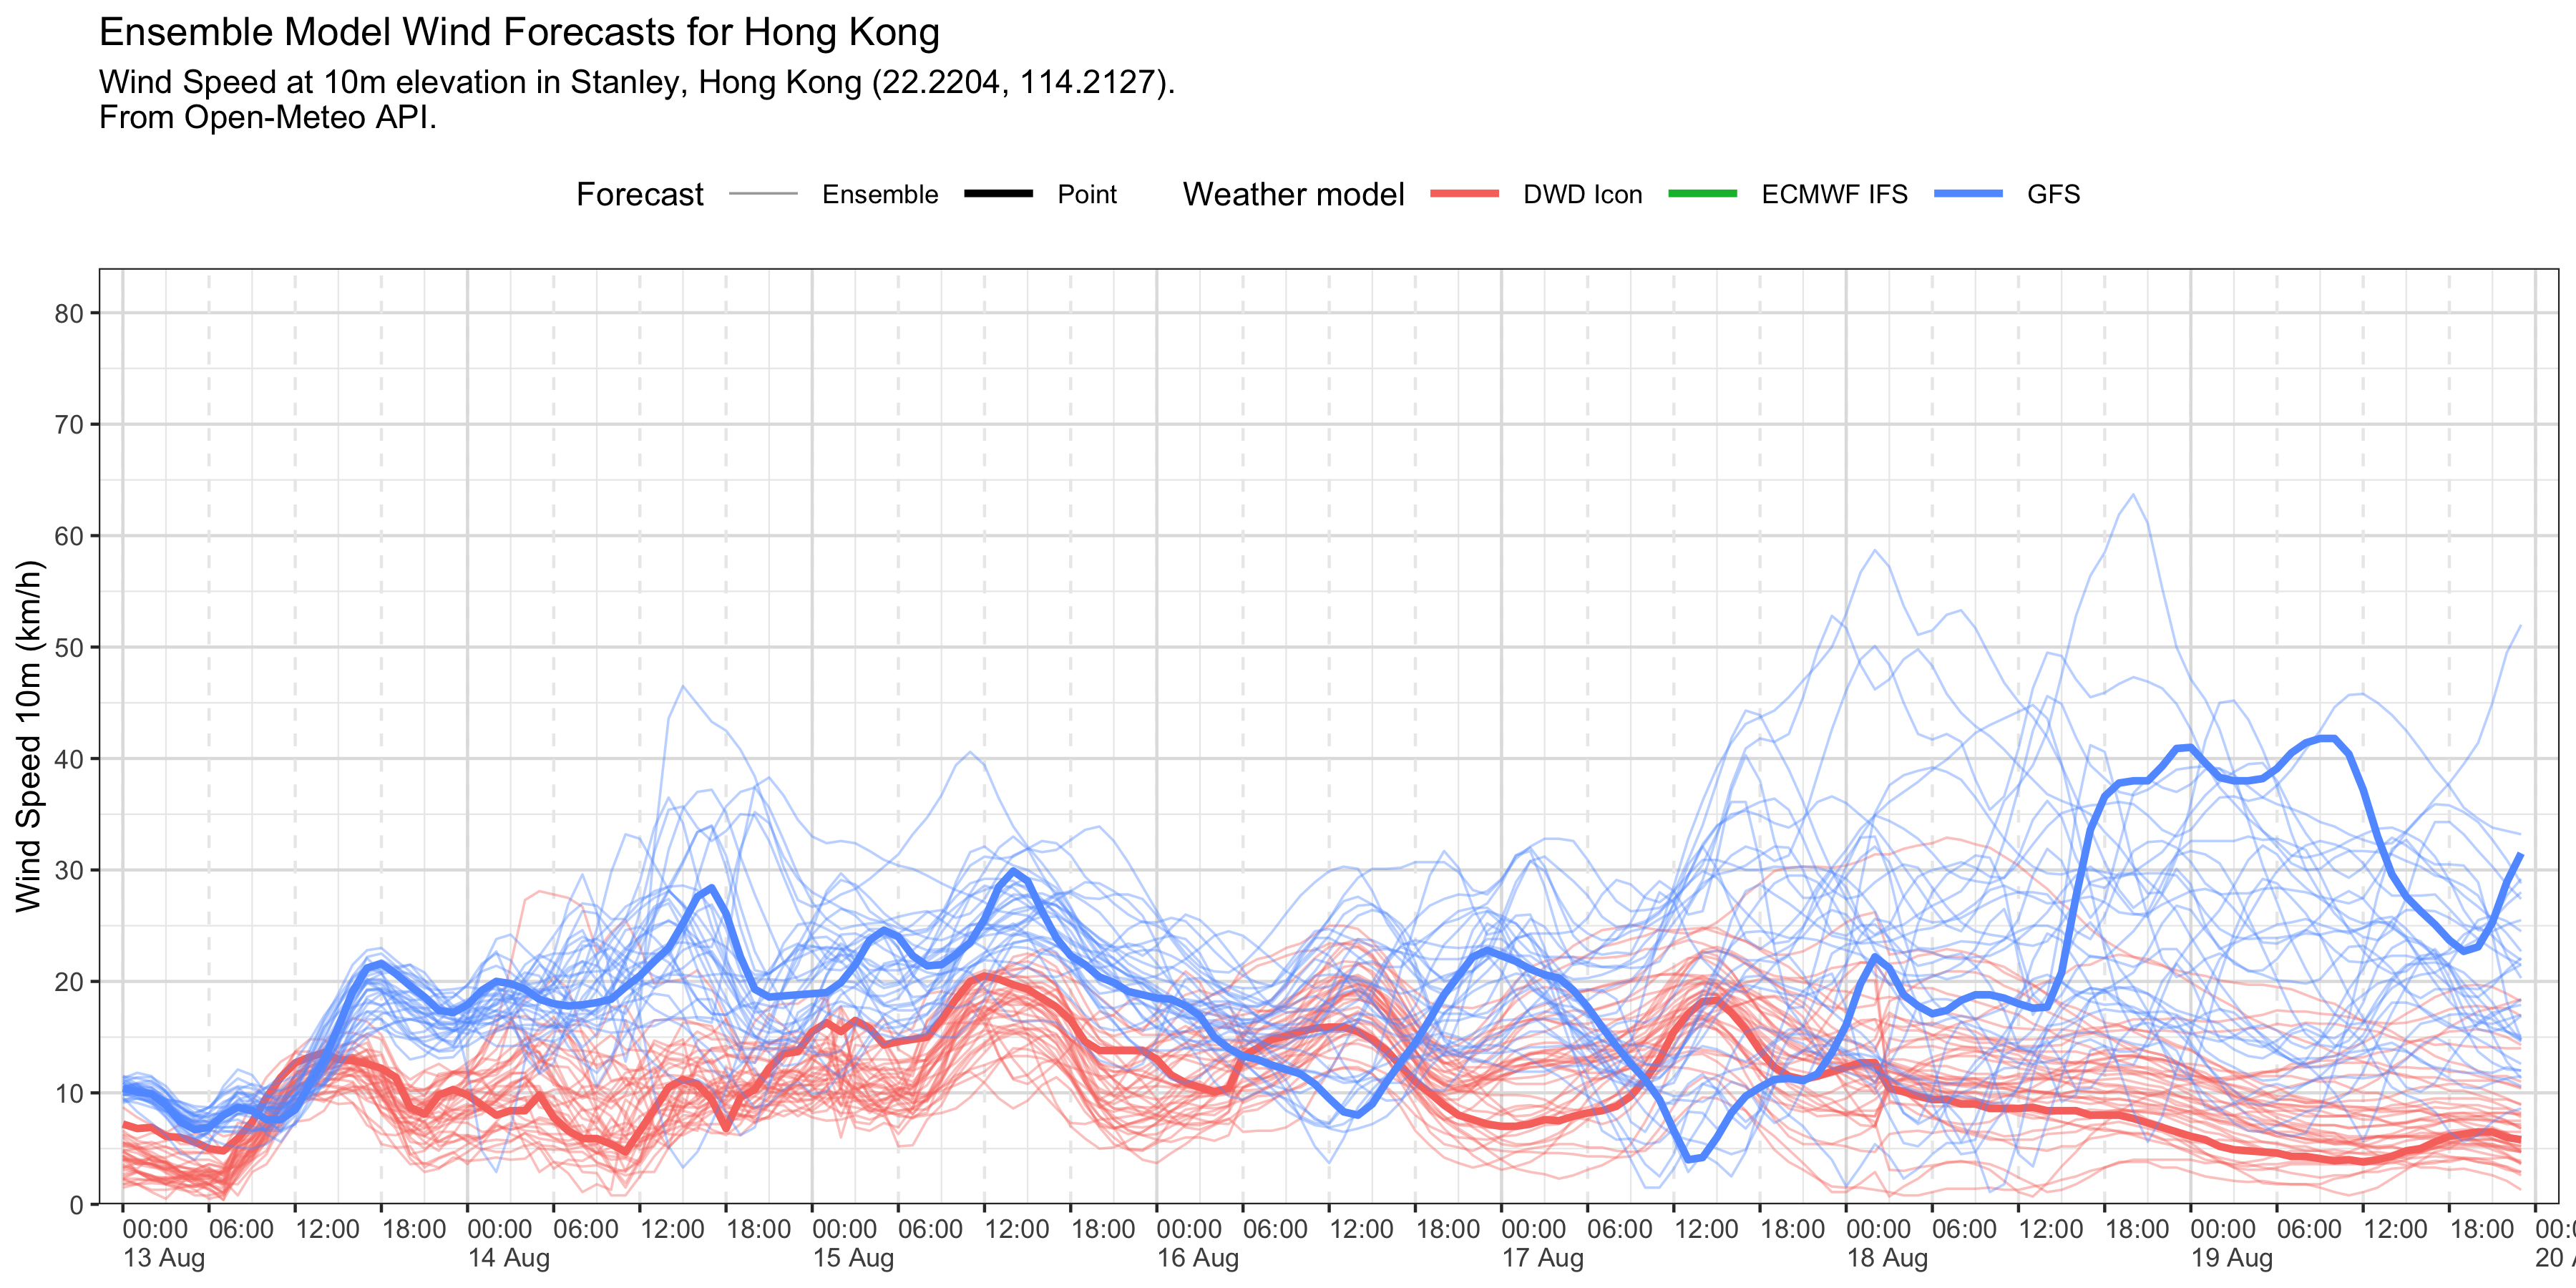 Ensemble Model Wind Forecasts for Hong Kong
Wind Speed at 10m elevation in Stanley, Hong Kong (22.2204, 114.2127).
From Open-Meteo API.
Forecast Ensemble Point Weather model DWD Icon ECMWF IFS GFS
Wind Speed 10m (km/h)
80
70
60
50
40
30
20
10
0
00:00 06:00 12:00 18:00 00:00 06:00 12:00 18:00 00:00 06:00 12:00 18:00 00:00 06:00 12:00 18:00 00:00 06:00 12:00 18:00 00:00 06:00 12:00 18:00 00:00 06:00 12:00 18:00 00:
13 Aug 14 Aug 15 Aug 16 Aug 17 Aug 18 Aug 19 Aug 20